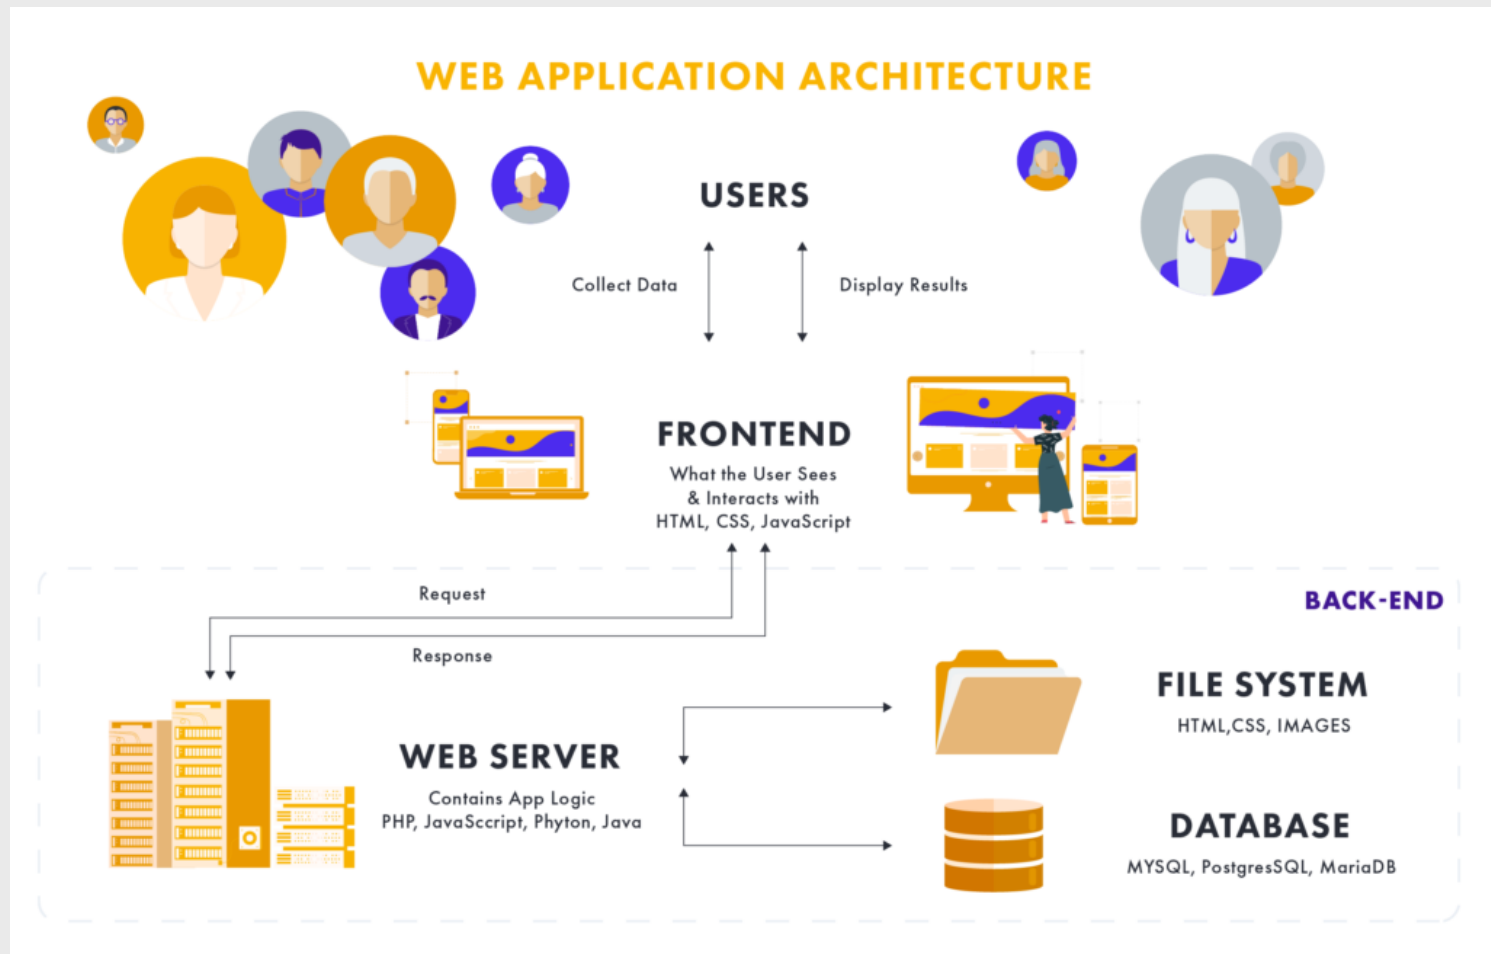 WEB APPLICATION ARCHITECTURE
USERS
Collect Data
Display Results
FRONTEND
What the User Sees
& Interacts with
HTML, CSS, JavaScript
Request
BACK-END
Response
FILE SYSTEM
HTML,CSS, IMAGES
WEB SERVER
Contains App Logic
PHP, JavaSccript, Phyton, Java
DATABASE
MYSQL, PostgresSQL, MariaDB